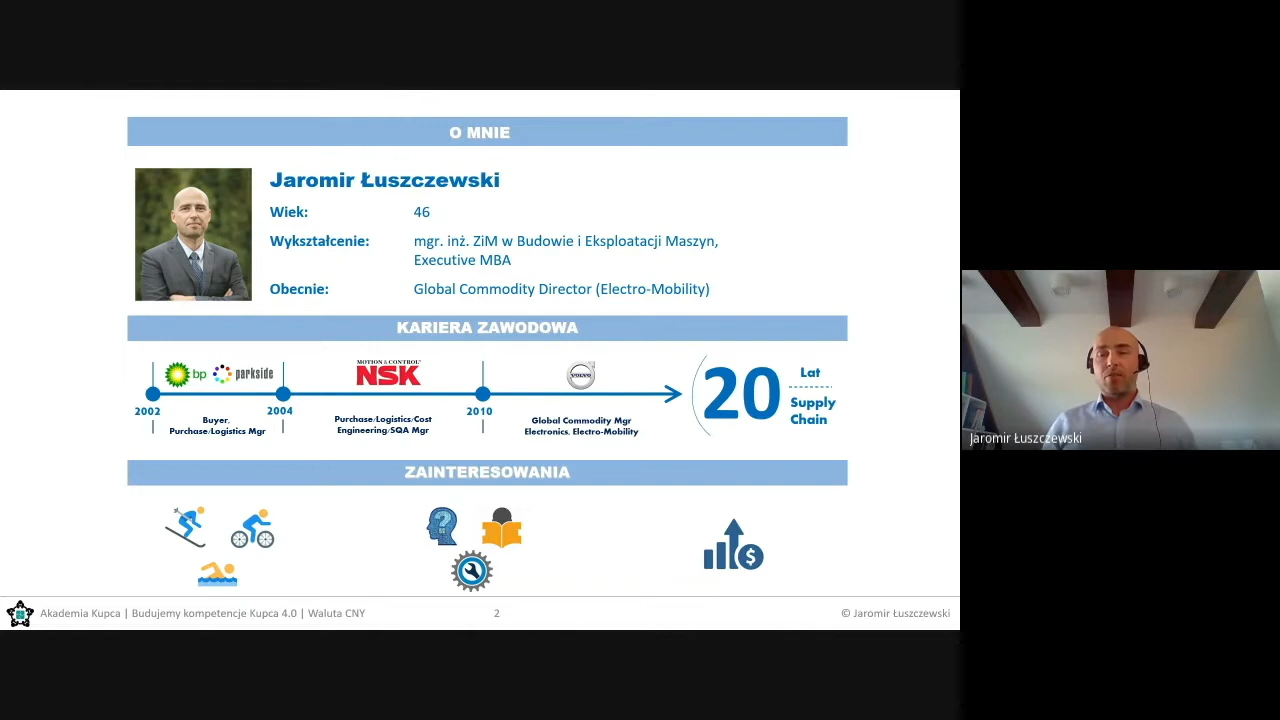 O MNIE
Jaromir Łuszczewski
Wiek: 46
Wykształcenie: mgr. inż. ZiM w Budowie i Eksploatacji Maszyn,
Executive MBA
Obecnie: Global Commodity Director (Electro-Mobility)
KARIERA ZAWODOWA
bp parkside
MOTION & CONTROL
NSK
VOLVO
2002
2004
2010
Buyer,
Purchase/Logistics Mgr
Purchase/Logistics/Cost
Engineering/SQA Mgr
Global Commodity Mgr
Electronics, Electro-Mobility
20
Lat
Supply
Chain
ZAINTERESOWANIA
?
$
Akademia Kupca | Budujemy kompetencje Kupca 4.0 | Waluta CNY
2
© Jaromir Łuszczewski
Jaromir Łuszczewski